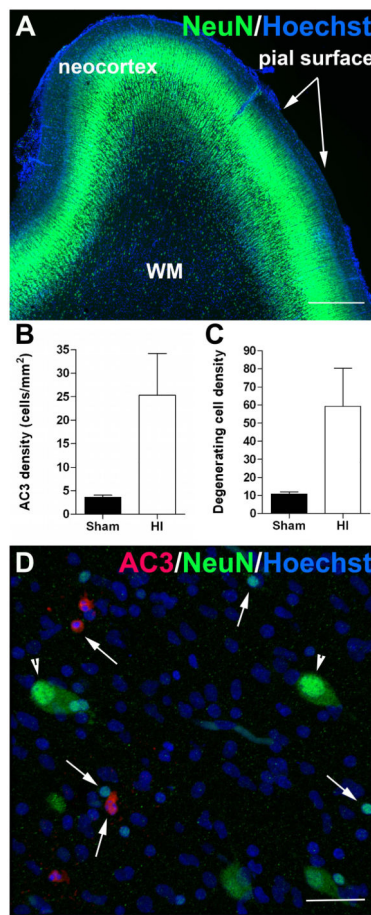 A
NeuN/Hoechst
neocortex
pial surface
WM
B
AC3 density (cells/mm²)
35
30
25
20
15
10
5
0
Sham HI
C
Degenerating cell density
90
80
70
60
50
40
30
20
10
0
Sham HI
D
AC3/NeuN/Hoechst